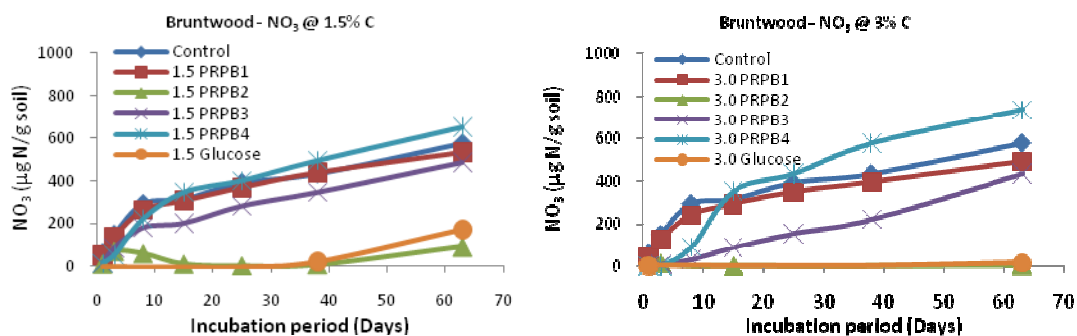 Bruntwood - NO3 @ 1.5% C
1000
800
600
400
200
0
NO3 (µg N/g soil)
Control
1.5 PRPB1
1.5 PRPB2
1.5 PRPB3
1.5 PRPB4
1.5 Glucose
0 10 20 30 40 50 60 70
Incubation period (Days)
Bruntwood - NO3 @ 3% C
1000
800
600
400
200
0
NO3 (µg N/g soil)
Control
3.0 PRPB1
3.0 PRPB2
3.0 PRPB3
3.0 PRPB4
3.0 Glucose
0 10 20 30 40 50 60 70
Incubation period (Days)